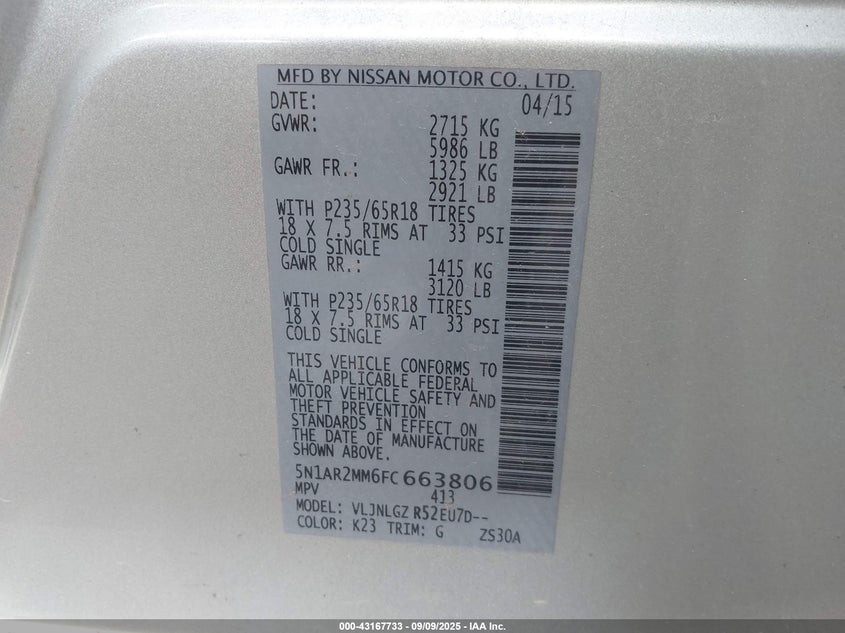 MFD BY NISSAN MOTOR CO., LTD.
DATE: 04/15
GVWR: 2715 KG
5986 LB
GAWR FR.: 1325 KG
2921 LB
WITH P235/65R18 TIRES
18 X 7.5 RIMS AT 33 PSI
COLD SINGLE
GAWR RR.: 1415 KG
3120 LB
WITH P235/65R18 TIRES
18 X 7.5 RIMS AT 33 PSI
COLD SINGLE
THIS VEHICLE CONFORMS TO
ALL APPLICABLE FEDERAL
MOTOR VEHICLE SAFETY AND
THEFT PREVENTION
STANDARDS IN EFFECT ON
THE DATE OF MANUFACTURE
SHOWN ABOVE.
5N1AR2MM6FC663806
MPV 413
MODEL: VLJNLGZ R52EU7D--
COLOR: K23 TRIM: G ZS30A
000-43167733 - 09/09/2025 - IAA Inc.